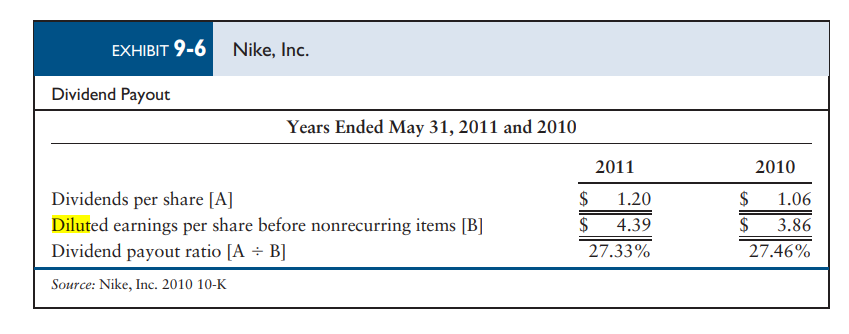 EXHIBIT 9-6 Nike, Inc.
Dividend Payout
Years Ended May 31, 2011 and 2010
2011 2010
Dividends per share [A] $ 1.20 $ 1.06
Diluted earnings per share before nonrecurring items [B] $ 4.39 $ 3.86
Dividend payout ratio [A ÷ B] 27.33% 27.46%
Source: Nike, Inc. 2010 10-K